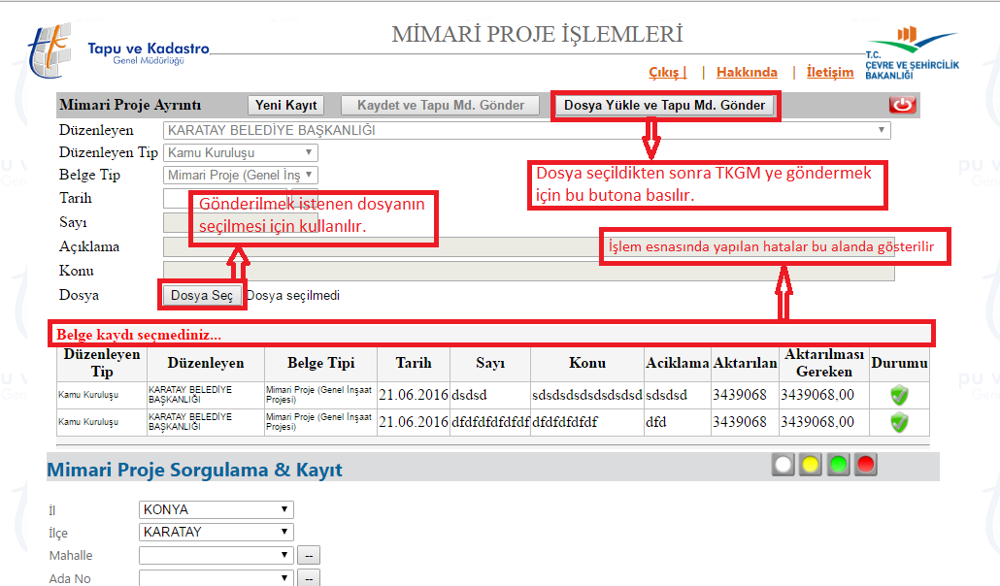 MİMARİ PROJE İŞLEMLERİ
Tapu ve Kadastro
Genel Müdürlüğü
T.C.
ÇEVRE VE ŞEHİRCİLİK
BAKANLIĞI
Çıkış | | Hakkında | İletişim
Mimari Proje Ayrıntı Yeni Kayıt Kaydet ve Tapu Md. Gönder Dosya Yükle ve Tapu Md. Gönder
Düzenleyen KARATAY BELEDİYE BAŞKANLIĞI
Düzenleyen Tip Kamu Kuruluşu
Belge Tip Mimari Proje (Genel İnş
Dosya seçildikten sonra TKGM ye göndermek
için bu butona basılır.
Tarih
Gönderilmek istenen dosyanın
seçilmesi için kullanılır.
Sayı
Açıklama
İşlem esnasında yapılan hatalar bu alanda gösterilir
Konu
Dosya Dosya Seç Dosya seçilmedi
Belge kaydı seçmediniz...
Düzenleyen Tip Düzenleyen Belge Tipi Tarih Sayı Konu Aciklama Aktarılan Aktarılması Gereken Durumu
Kamu Kuruluşu KARATAY BELEDİYE BAŞKANLIĞI Mimari Proje (Genel İnşaat Projesi) 21.06.2016 dsdsd sdsdsdsdsdsdsdsd sdsdsd 3439068 3439068,00
Kamu Kuruluşu KARATAY BELEDİYE BAŞKANLIĞI Mimari Proje (Genel İnşaat Projesi) 21.06.2016 dfdfdfdfdfdf dfdfdfdfdf dfd 3439068 3439068,00
Mimari Proje Sorgulama & Kayıt
İl KONYA
İlçe KARATAY
Mahalle --
Ada No --